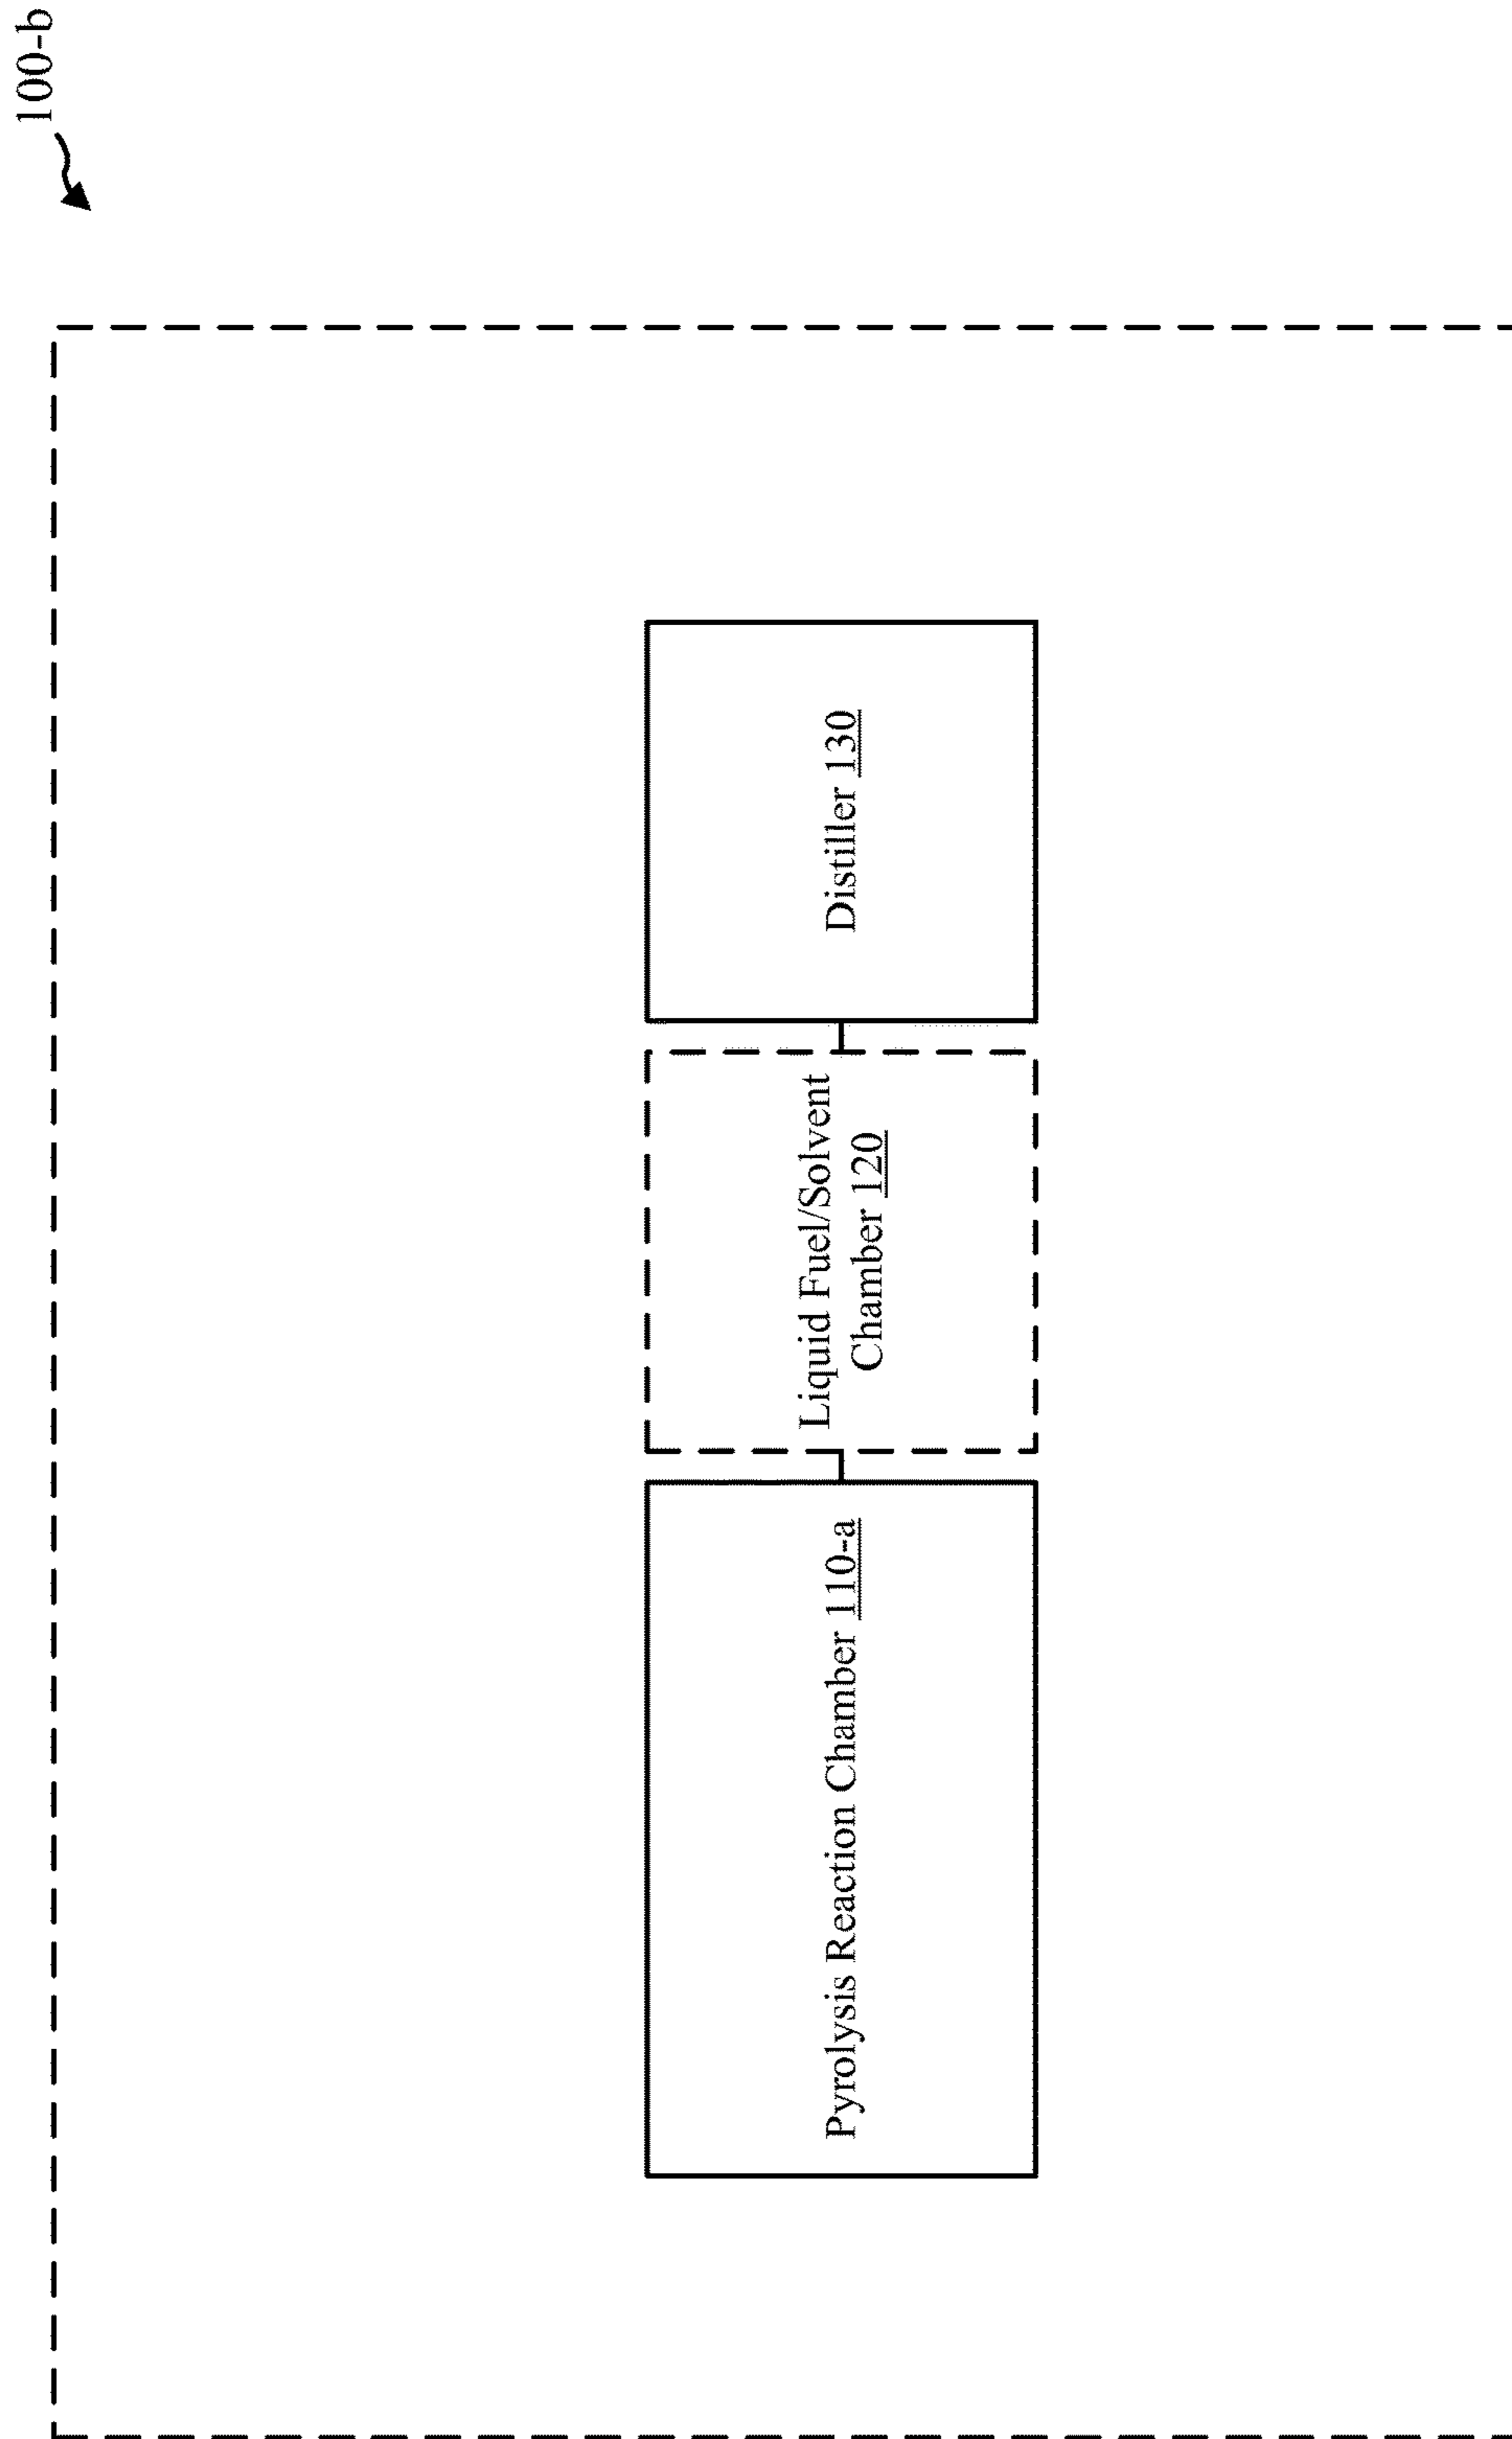 100-b
Pyrolysis Reaction Chamber 110-a
Liquid Fuel/Solvent
Chamber 120
Distiller 130